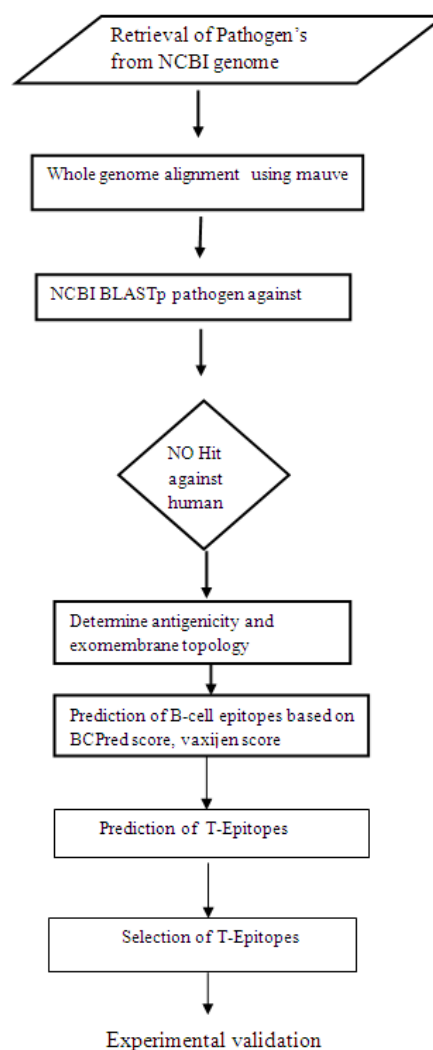 Retrieval of Pathogen's
from NCBI genome
Whole genome alignment using mauve
NCBI BLASTp pathogen against
NO Hit
against
human
Determine antigenicity and
exomembrane topology
Prediction of B-cell epitopes based on
BCPred score, vaxijen score
Prediction of T-Epitopes
Selection of T-Epitopes
Experimental validation